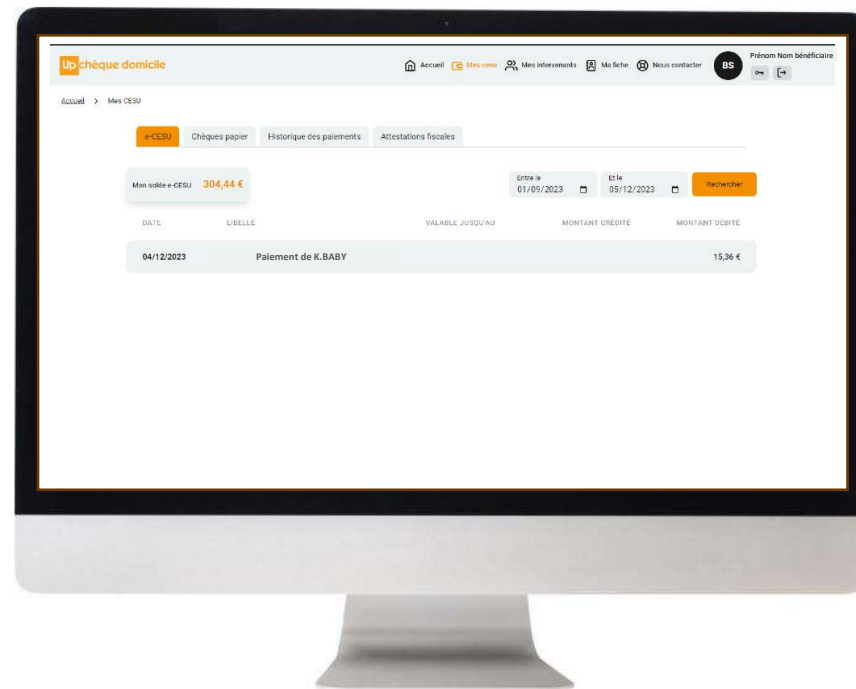 Up chèque domicile
Accueil Mes cesu Mes intervenants Ma fiche Nous contacter BS Prénom Nom bénéficiaire
Accueil > Mes CESU
e-CESU Chèques papier Historique des paiements Attestations fiscales
Mon solde e-CESU 304,44 €
Entre le Et le
01/09/2023 05/12/2023 Rechercher
DATE LIBELLÉ VALABLE JUSQU'AU MONTANT CRÉDITÉ MONTANT DÉBITÉ
04/12/2023 Paiement de K.BABY 15,36 €